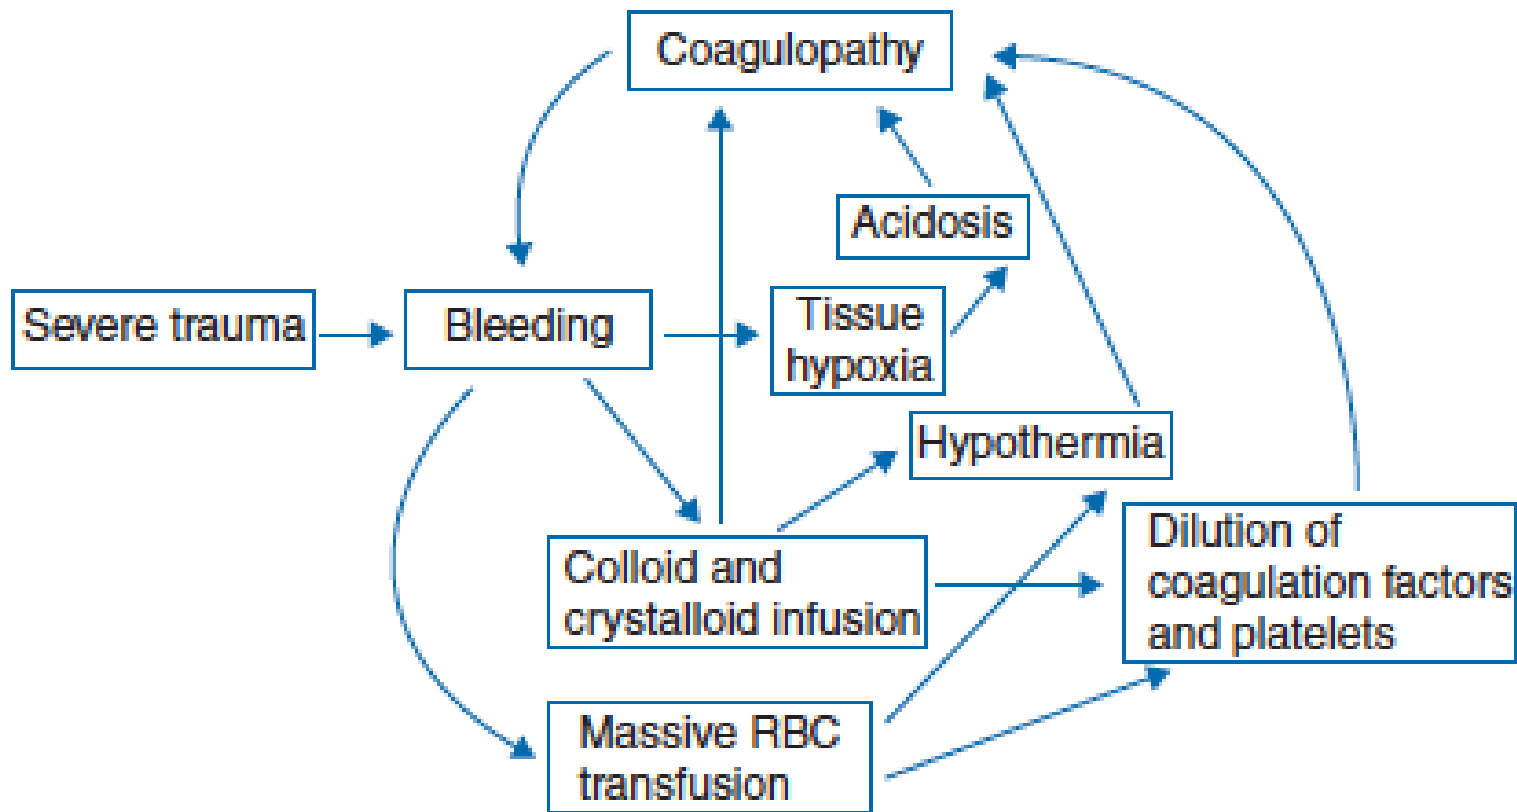 Coagulopathy
Acidosis
Severe trauma
Bleeding
Tissue
hypoxia
Hypothermia
Colloid and
crystalloid infusion
Dilution of
coagulation factors
and platelets
Massive RBC
transfusion